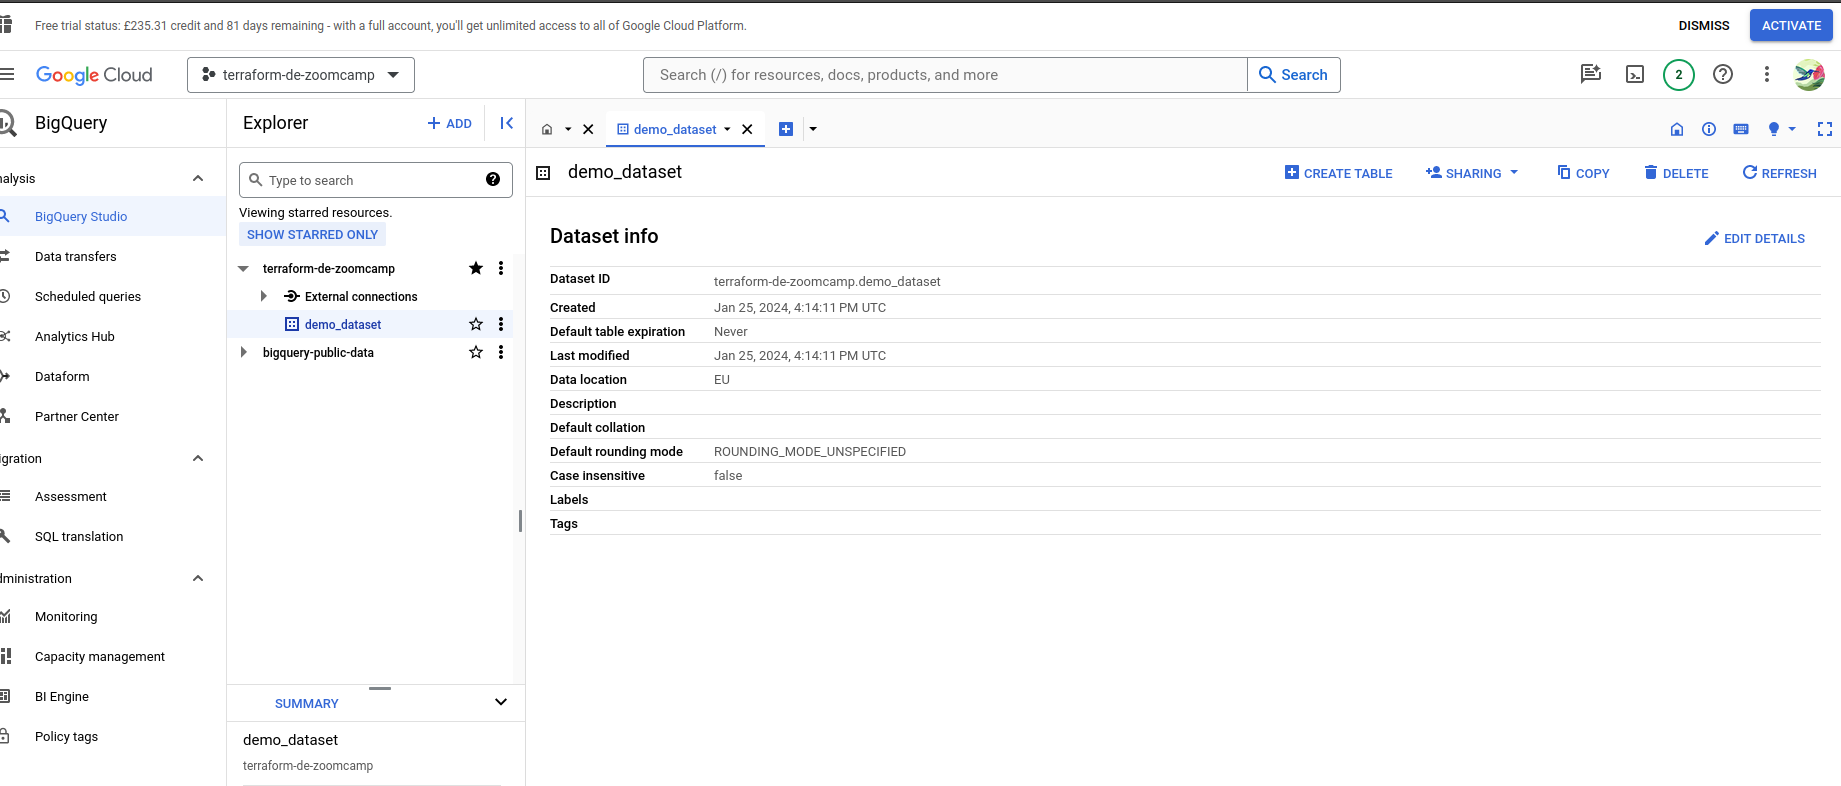 Free trial status: £235.31 credit and 81 days remaining - with a full account, you'll get unlimited access to all of Google Cloud Platform.
DISMISS
ACTIVATE
Google Cloud
terraform-de-zoomcamp
Search (/) for resources, docs, products, and more
Search
2
BigQuery
nalysis
BigQuery Studio
Data transfers
Scheduled queries
Analytics Hub
Dataform
Partner Center
igration
Assessment
SQL translation
dministration
Monitoring
Capacity management
BI Engine
Policy tags
Explorer
ADD
Type to search
Viewing starred resources.
SHOW STARRED ONLY
terraform-de-zoomcamp
External connections
demo_dataset
bigquery-public-data
SUMMARY
demo_dataset
terraform-de-zoomcamp
demo_dataset
demo_dataset
CREATE TABLE
SHARING
COPY
DELETE
REFRESH
Dataset info
EDIT DETAILS
Dataset ID terraform-de-zoomcamp.demo_dataset
Created Jan 25, 2024, 4:14:11 PM UTC
Default table expiration Never
Last modified Jan 25, 2024, 4:14:11 PM UTC
Data location EU
Description
Default collation
Default rounding mode ROUNDING_MODE_UNSPECIFIED
Case insensitive false
Labels
Tags